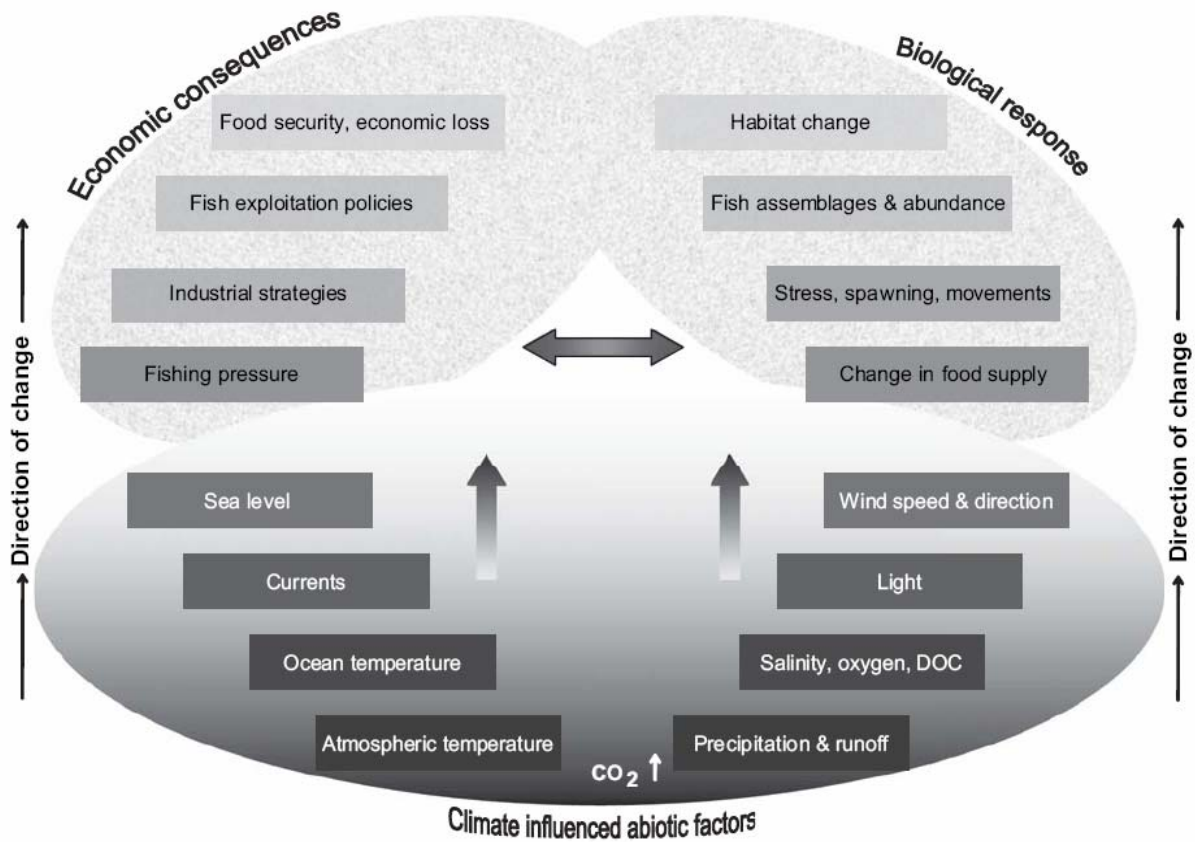 Economic consequences
Biological response
Food security, economic loss
Habitat change
Fish exploitation policies
Fish assemblages & abundance
Industrial strategies
Stress, spawning, movements
Fishing pressure
Change in food supply
Direction of change
Direction of change
Sea level
Wind speed & direction
Currents
Light
Ocean temperature
Salinity, oxygen, DOC
Atmospheric temperature
Precipitation & runoff
CO2
Climate influenced abiotic factors